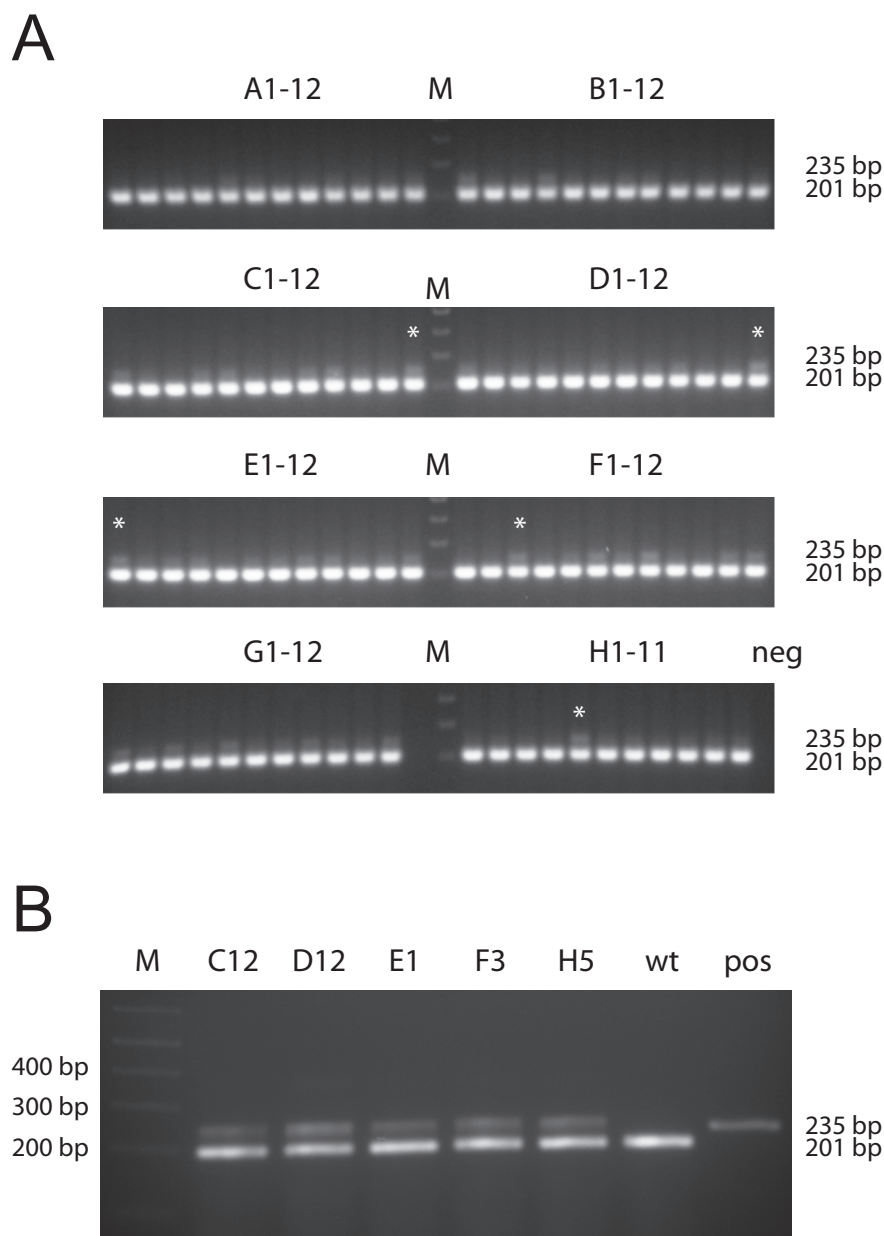 A
A1-12 M B1-12
235 bp
201 bp
C1-12 M D1-12
* *
235 bp
201 bp
E1-12 M F1-12
* *
235 bp
201 bp
G1-12 M H1-11 neg
*
235 bp
201 bp
B
M C12 D12 E1 F3 H5 wt pos
400 bp
300 bp
235 bp
200 bp 201 bp